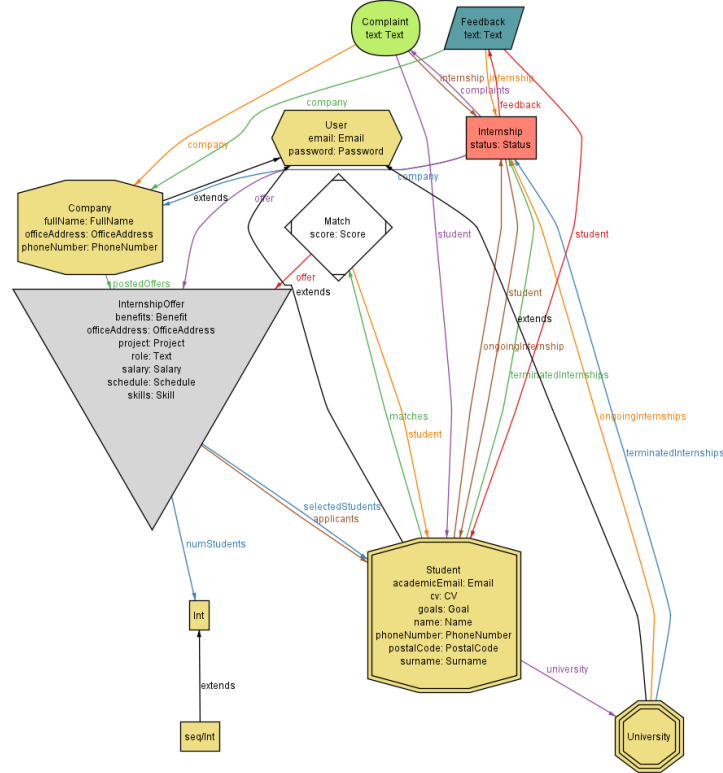 Complaint
text: Text
Feedback
text: Text
internship
internship
complaints
feedback
company
User
email: Email
password: Password
Internship
status: Status
company
company
extends
offer
Company
fullName: FullName
officeAddress: OfficeAddress
phoneNumber: PhoneNumber
Match
score: Score
student
student
offer
student
postedOffers
extends
InternshipOffer
benefits: Benefit
officeAddress: OfficeAddress
project: Project
role: Text
salary: Salary
schedule: Schedule
skills: Skill
extends
ongoingInternship
terminatedInternships
matches
student
ongoingInternships
terminatedInternships
selectedStudents
applicants
numStudents
Student
academicEmail: Email
cv: CV
goals: Goal
name: Name
phoneNumber: PhoneNumber
postalCode: PostalCode
surname: Surname
Int
university
extends
seq/Int
University